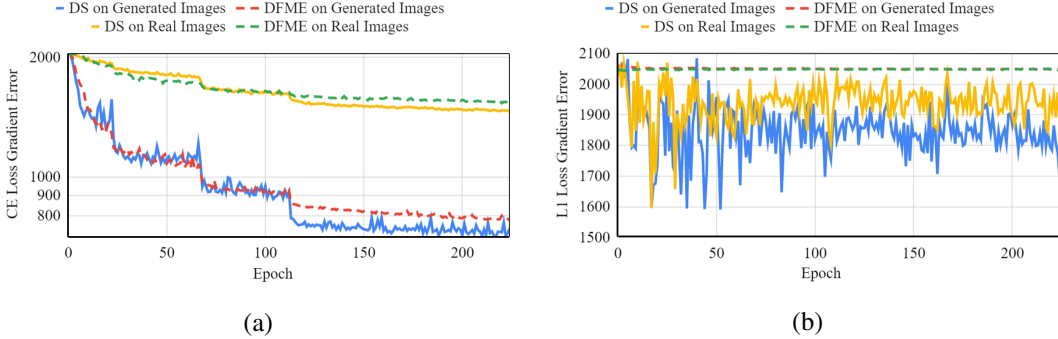 DS on Generated Images DFME on Generated Images
DS on Real Images DFME on Real Images
CE Loss Gradient Error
2000
1000
900
800
0 50 100 150 200
Epoch
(a)
DS on Generated Images DFME on Generated Images
DS on Real Images DFME on Real Images
L1 Loss Gradient Error
2100
2000
1900
1800
1700
1600
1500
0 50 100 150 200
Epoch
(b)